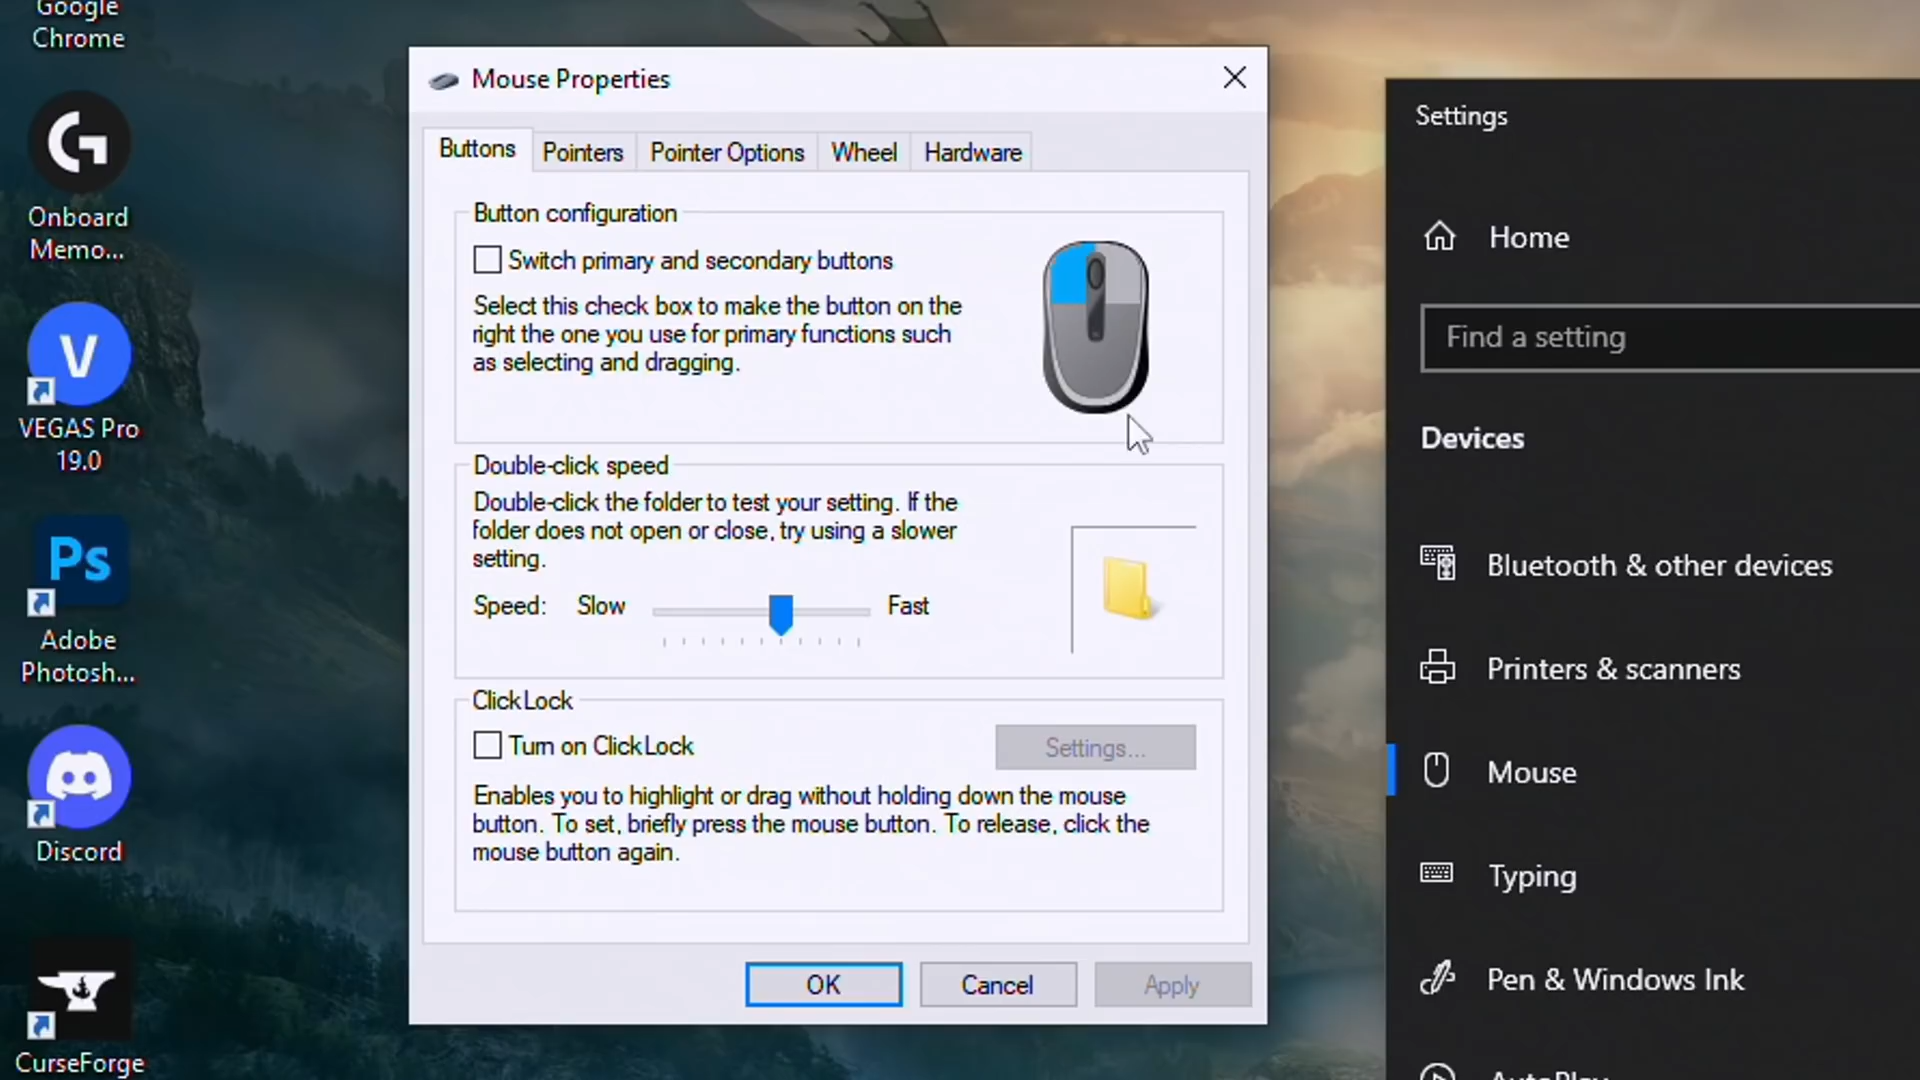 Google
Chrome
Onboard
Memo...
V
VEGAS Pro
19.0
Ps
Adobe
Photosh...
Discord
CurseForge
Mouse Properties
Buttons
Pointers
Pointer Options
Wheel
Hardware
Button configuration
Switch primary and secondary buttons
Select this check box to make the button on the
right the one you use for primary functions such
as selecting and dragging.
Double-click speed
Double-click the folder to test your setting. If the
folder does not open or close, try using a slower
setting.
Speed: Slow Fast
ClickLock
Turn on ClickLock
Settings...
Enables you to highlight or drag without holding down the mouse
button. To set, briefly press the mouse button. To release, click the
mouse button again.
OK
Cancel
Apply
Settings
Home
Find a setting
Devices
Bluetooth & other devices
Printers & scanners
Mouse
Typing
Pen & Windows Ink
AutoPlay